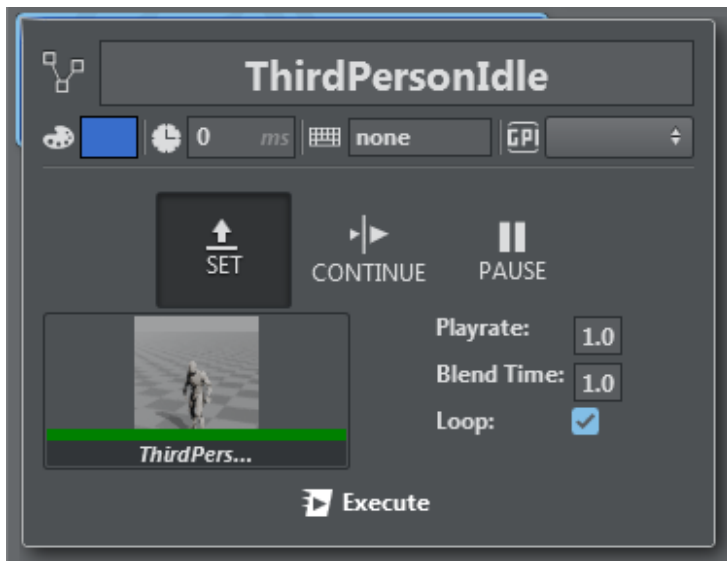 ThirdPersonIdle
0 ms none GPI
SET CONTINUE PAUSE
Playrate: 1.0
Blend Time: 1.0
Loop:
ThirdPers...
Execute